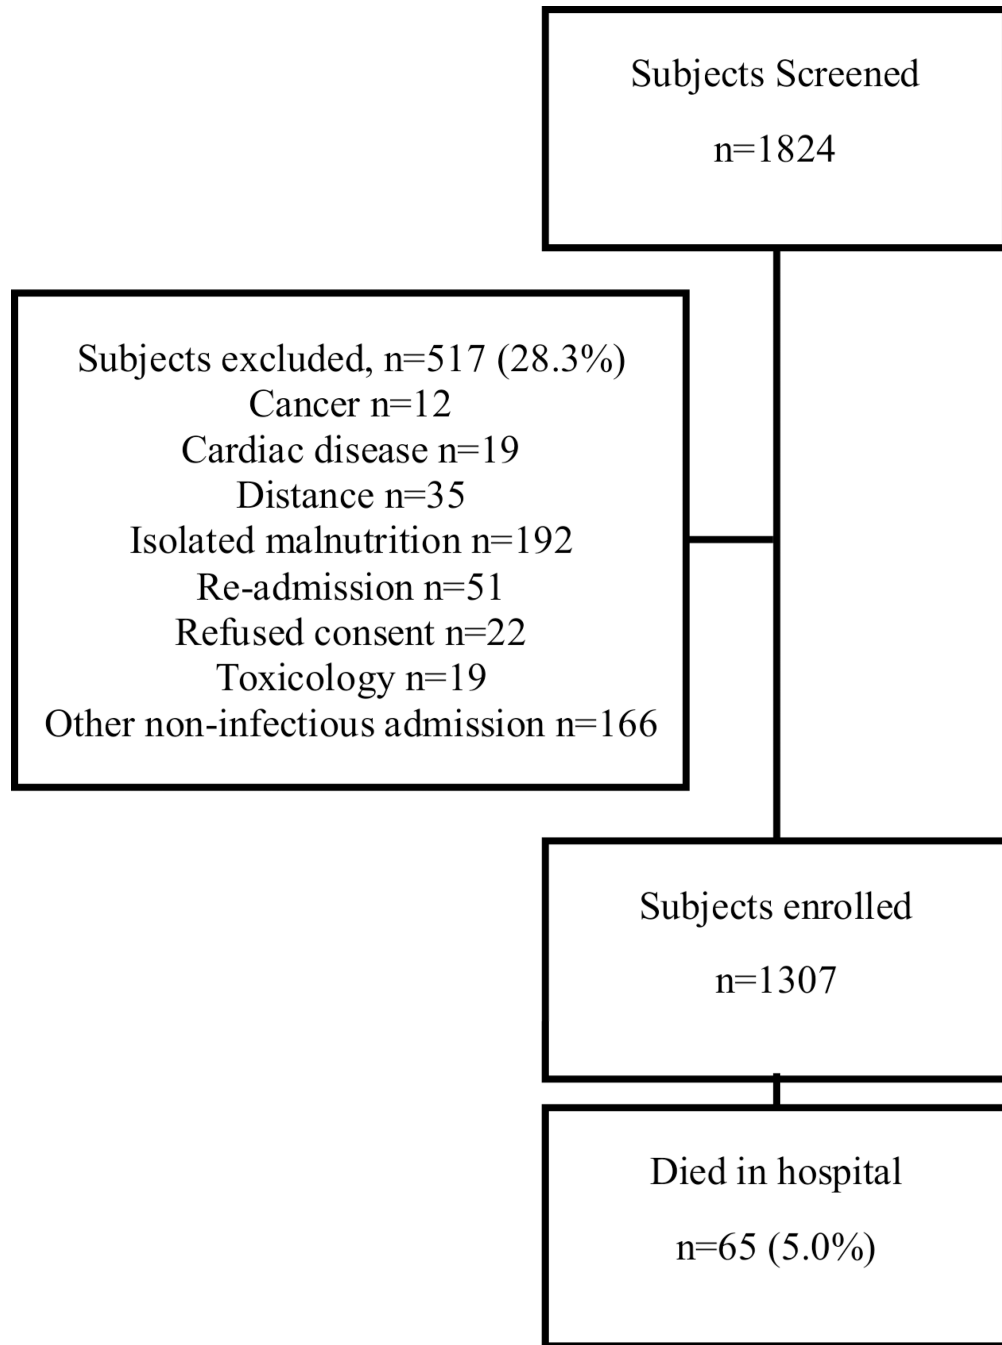 Subjects Screened
n=1824
Subjects excluded, n=517 (28.3%)
Cancer n=12
Cardiac disease n=19
Distance n=35
Isolated malnutrition n=192
Re-admission n=51
Refused consent n=22
Toxicology n=19
Other non-infectious admission n=166
Subjects enrolled
n=1307
Died in hospital
n=65 (5.0%)